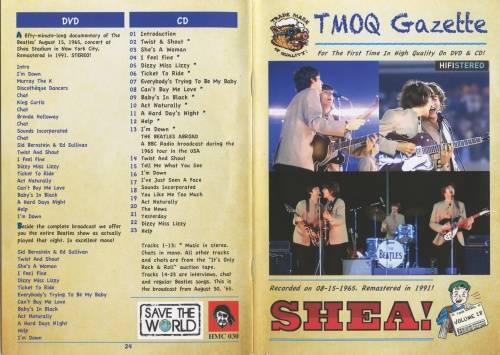 DVD
A fifty-minute-long documentary of the
Beatles' August 15, 1965, concert at
Shea Stadium in New York City.
Remastered in 1991. STEREO!
Intro
I'm Down
Murray The K
Discothéque Dancers
Chat
King Curtis
Chat
Brenda Holloway
Chat
Sounds Incorporated
Chat
Sid Bernstein & Ed Sullivan
Twist And Shout
I Feel Fine
Dizzy Miss Lizzy
Ticket To Ride
Act Naturally
Can't Buy Me Love
Baby's In Black
A Hard Days Night
Help
I'm Down
Beside the complete broadcast we offer
you the entire Beatles show as actually
played that night. In excellent mono!
Sid Bernstein & Ed Sullivan
Twist And Shout
She's A Woman
I Feel Fine
Dizzy Miss Lizzy
Ticket To Ride
Everybody's Trying To Be My Baby
Can't Buy Me Love
Baby's In Black
Act Naturally
A Hard Days Night
Help
I'm Down
CD
01 Introduction
02 Twist & Shout *
03 She's A Woman
04 I Feel Fine *
05 Dizzy Miss Lizzy
06 Ticket To Ride *
07 Everybody's Trying To Be My Baby
08 Can't Buy Me Love *
09 Baby's In Black *
10 Act Naturally *
11 A Hard Day's Night *
12 Help *
13 I'm Down *
THE BEATLES ABROAD
A BBC Radio broadcast during the
1965 tour in the USA
14 Twist And Shout
15 Tell Me What You See
16 I'm Down
17 I've Just Seen A Face
18 Sounds Incorporated
19 You Like Me Too Much
20 Act Naturally
20 The News
21 Yesterday
22 Dizzy Miss Lizzy
23 Help
Tracks 1-13: * Music in stereo.
Chats in mono. All other tracks
and chats are from the "It's Only
Rock & Roll" auction tape.
Tracks 14-23 are interviews, chat
and regular Beatles songs. This is
the broadcast from August 30, '65.
SAVE THE
WORLD
HMC 030
24
TRADE MARK
OF QUALITY
TMOQ Gazette
For The First Time In High Quality On DVD & CD!
HIFISTEREO
THE
BEATLES
Recorded on 08-15-1965. Remastered in 1991!
SHEA!
VOLUME 18